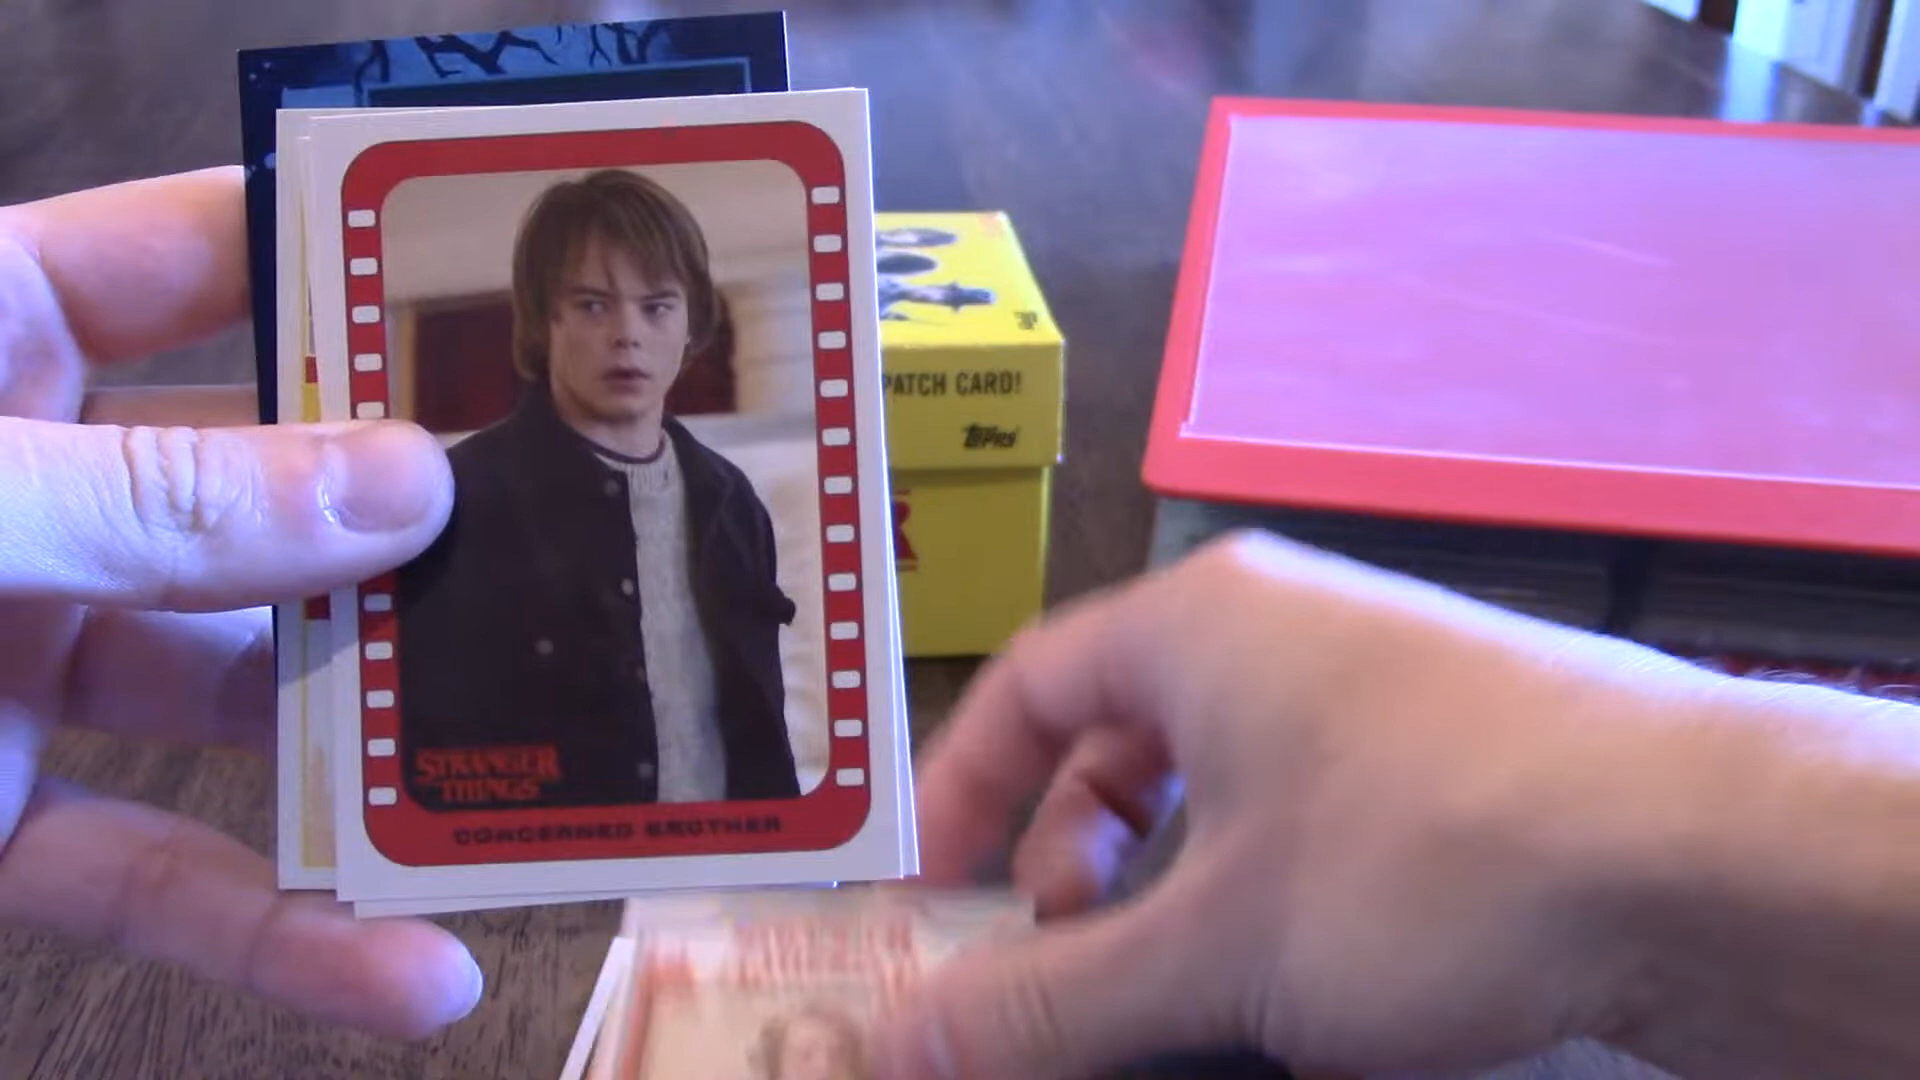 PATCH CARD!
TOPPS
STRANGER
THINGS
CONCERNED BROTHER